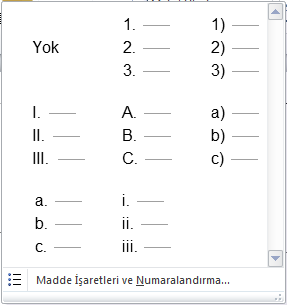 1. 1)
Yok 2. 2)
3. 3)
I. A. a)
II. B. b)
III. C. c)
a. i.
b. ii.
c. iii.
Madde İşaretleri ve Numaralandırma...